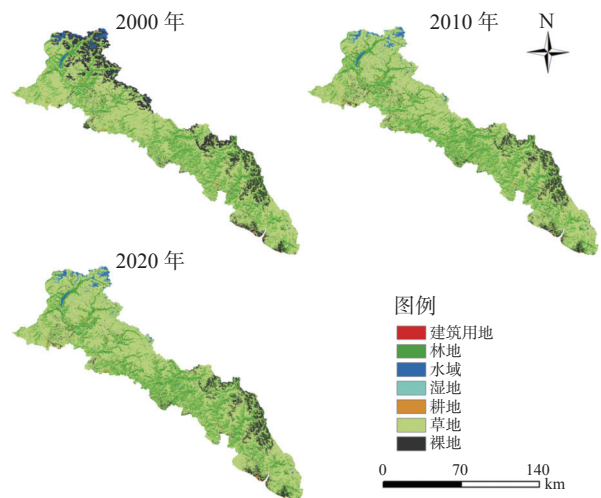 2000 年
2010 年
N
2020 年
图例
建筑用地
林地
水域
湿地
耕地
草地
裸地
0 70 140
km